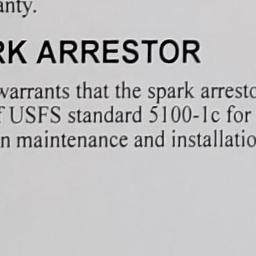 anty.
RK ARRESTOR
warrants that the spark arresto
f USFS standard 5100-1c for
n maintenance and installatio